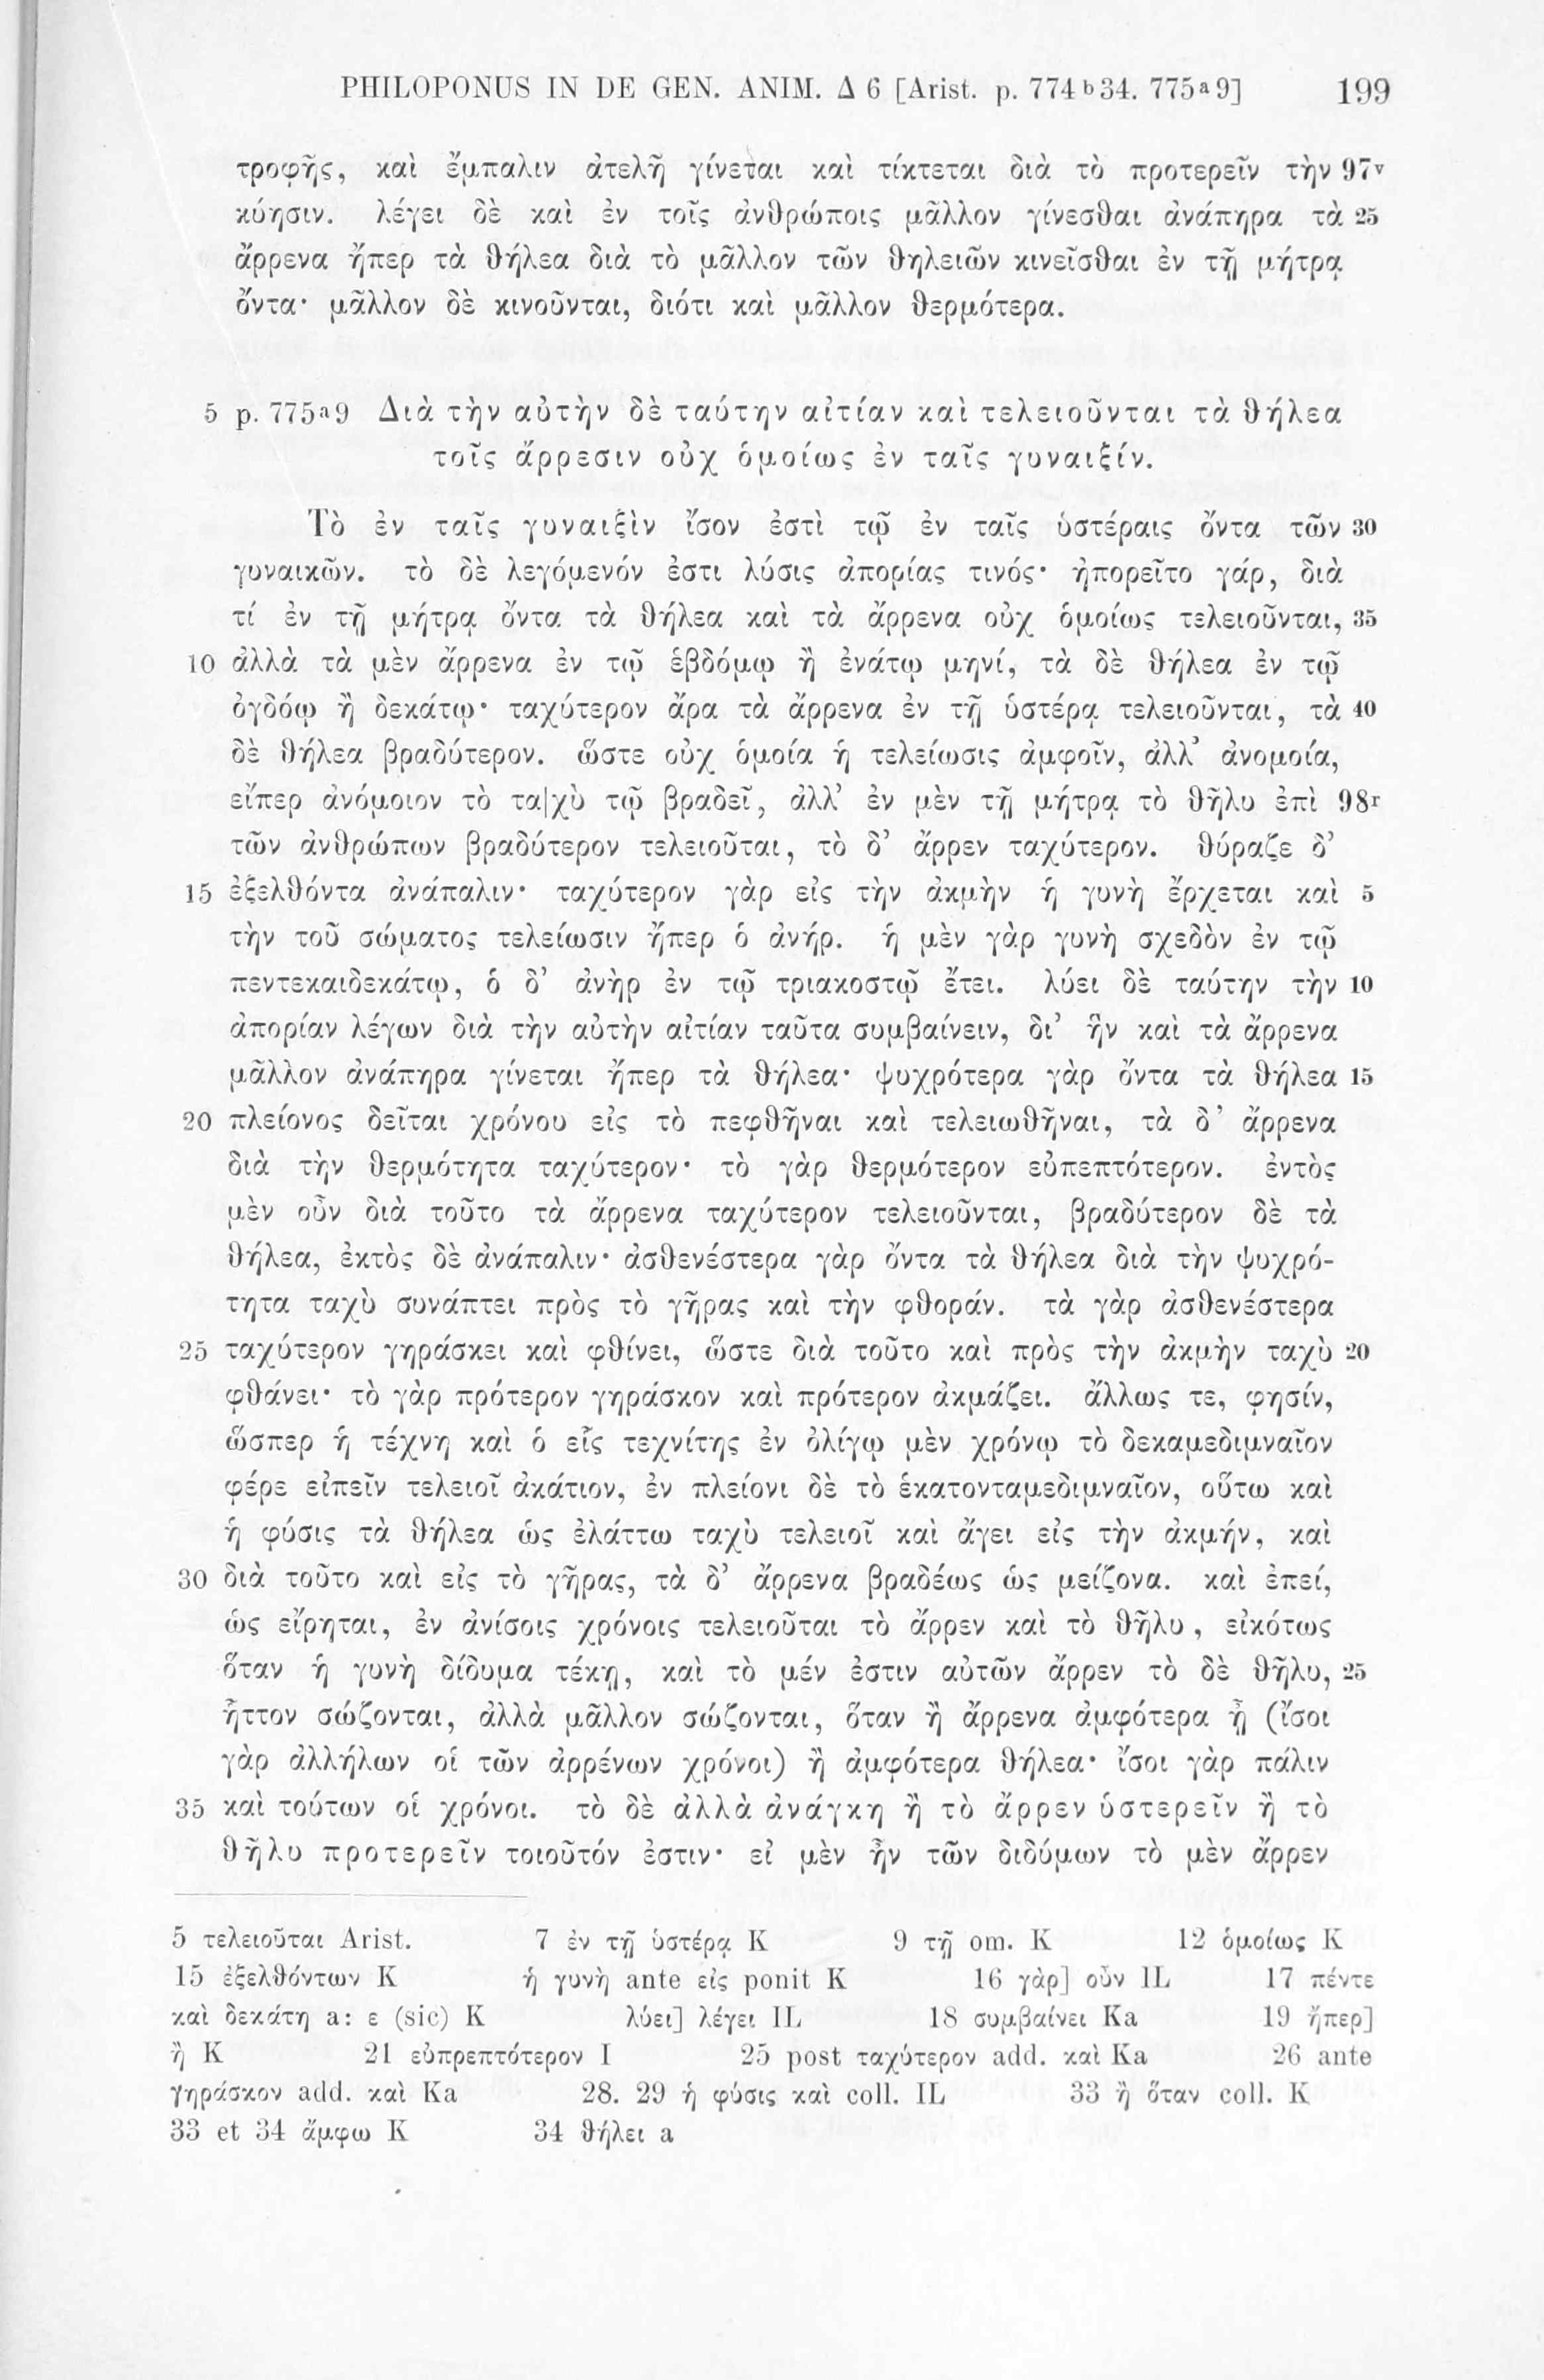 PHILOPONUS IN DE GEN. ANIM. Δ 6 [Arist. p. 774b34. 775a9] 199
τροφῆς, καὶ ἔμπαλιν ἀτελῆ γίνεται καὶ τίκτεται διὰ τὸ προτερεῖν τὴν 97v
κύησιν. λέγει δὲ καὶ ἐν τοῖς ἀνθρώποις μᾶλλον γίνεσθαι ἀνάπηρα τὰ 25
ἄρρενα ἤπερ τὰ θήλεα διὰ τὸ μᾶλλον τῶν θηλειῶν κινεῖσθαι ἐν τῇ μήτρᾳ
ὄντα· μᾶλλον δὲ κινοῦνται, διότι καὶ μᾶλλον θερμότερα.
5 p. 775a9 Διὰ τὴν αὐτὴν δὲ ταύτην αἰτίαν καὶ τελειοῦνται τὰ θήλεα
τοῖς ἄρρεσιν οὐχ ὁμοίως ἐν ταῖς γυναιξίν.
Τὸ ἐν ταῖς γυναιξὶν ἴσον ἐστὶ τῷ ἐν ταῖς ὑστέραις ὄντα τῶν 30
γυναικῶν. τὸ δὲ λεγόμενόν ἐστι λύσις ἀπορίας τινός· ἠπορεῖτο γάρ, διὰ
τί ἐν τῇ μήτρᾳ ὄντα τὰ θήλεα καὶ τὰ ἄρρενα οὐχ ὁμοίως τελειοῦνται, 35
10 ἀλλὰ τὰ μὲν ἄρρενα ἐν τῷ ἑβδόμῳ ἢ ἐνάτῳ μηνί, τὰ δὲ θήλεα ἐν τῷ
ὀγδόῳ ἢ δεκάτῳ· ταχύτερον ἄρα τὰ ἄρρενα ἐν τῇ ὑστέρᾳ τελειοῦνται, τὰ 40
δὲ θήλεα βραδύτερον. ὥστε οὐχ ὁμοία ἡ τελείωσις ἀμφοῖν, ἀλλ’ ἀνομοία,
εἴπερ ἀνόμοιον τὸ τα|χὺ τῷ βραδεῖ, ἀλλ’ ἐν μὲν τῇ μήτρᾳ τὸ θῆλυ ἐπὶ 98r
τῶν ἀνθρώπων βραδύτερον τελειοῦται, τὸ δ’ ἄρρεν ταχύτερον. θύραζε δ’
15 ἐξελθόντα ἀνάπαλιν· ταχύτερον γὰρ εἰς τὴν ἀκμὴν ἡ γυνὴ ἔρχεται καὶ 5
τὴν τοῦ σώματος τελείωσιν ἤπερ ὁ ἀνήρ. ἡ μὲν γὰρ γυνὴ σχεδὸν ἐν τῷ
πεντεκαιδεκάτῳ, ὁ δ’ ἀνὴρ ἐν τῷ τριακοστῷ ἔτει. λύει δὲ ταύτην τὴν 10
ἀπορίαν λέγων διὰ τὴν αὐτὴν αἰτίαν ταῦτα συμβαίνειν, δι’ ἣν καὶ τὰ ἄρρενα
μᾶλλον ἀνάπηρα γίνεται ἤπερ τὰ θήλεα· ψυχρότερα γὰρ ὄντα τὰ θήλεα 15
20 πλείονος δεῖται χρόνου εἰς τὸ πεφθῆναι καὶ τελειωθῆναι, τὰ δ’ ἄρρενα
διὰ τὴν θερμότητα ταχύτερον· τὸ γὰρ θερμότερον εὐπεπτότερον. ἐντὸς
μὲν οὖν διὰ τοῦτο τὰ ἄρρενα ταχύτερον τελειοῦνται, βραδύτερον δὲ τὰ
θήλεα, ἐκτὸς δὲ ἀνάπαλιν· ἀσθενέστερα γὰρ ὄντα τὰ θήλεα διὰ τὴν ψυχρό-
τητα ταχὺ συνάπτει πρὸς τὸ γῆρας καὶ τὴν φθοράν. τὰ γὰρ ἀσθενέστερα
25 ταχύτερον γηράσκει καὶ φθίνει, ὥστε διὰ τοῦτο καὶ πρὸς τὴν ἀκμὴν ταχὺ 20
φθάνει· τὸ γὰρ πρότερον γηράσκον καὶ πρότερον ἀκμάζει. ἄλλως τε, φησίν,
ὥσπερ ἡ τέχνη καὶ ὁ εἷς τεχνίτης ἐν ὀλίγῳ μὲν χρόνῳ τὸ δεκαμεδιμναῖον
φέρε εἰπεῖν τελειοῖ ἀκάτιον, ἐν πλείονι δὲ τὸ ἑκατονταμεδιμναῖον, οὕτω καὶ
ἡ φύσις τὰ θήλεα ὡς ἐλάττω ταχὺ τελειοῖ καὶ ἄγει εἰς τὴν ἀκμήν, καὶ
30 διὰ τοῦτο καὶ εἰς τὸ γῆρας, τὰ δ’ ἄρρενα βραδέως ὡς μείζονα. καὶ ἐπεί,
ὡς εἴρηται, ἐν ἀνίσοις χρόνοις τελειοῦται τὸ ἄρρεν καὶ τὸ θῆλυ, εἰκότως
ὅταν ἡ γυνὴ δίδυμα τέκῃ, καὶ τὸ μέν ἐστιν αὐτῶν ἄρρεν τὸ δὲ θῆλυ, 25
ἧττον σώζονται, ἀλλὰ μᾶλλον σώζονται, ὅταν ἢ ἄρρενα ἀμφότερα ᾖ (ἴσοι
γὰρ ἀλλήλων οἱ τῶν ἀρρένων χρόνοι) ἢ ἀμφότερα θήλεα· ἴσοι γὰρ πάλιν
35 καὶ τούτων οἱ χρόνοι. τὸ δὲ ἀλλὰ ἀνάγκη ἢ τὸ ἄρρεν ὑστερεῖν ἢ τὸ
θῆλυ προτερεῖν τοιοῦτόν ἐστιν· εἰ μὲν ἦν τῶν διδύμων τὸ μὲν ἄρρεν
5 τελειοῦται Arist. 7 ἐν τῇ ὑστέρᾳ K 9 τῇ om. K 12 ὁμοίως K
15 ἐξελθόντων K ἡ γυνὴ ante εἰς ponit K 16 γὰρ] οὖν IL 17 πέντε
καὶ δεκάτη a: ε (sic) K λύει] λέγει IL 18 συμβαίνει Ka 19 ἤπερ]
ἢ K 21 εὐπρεπτότερον I 25 post ταχύτερον add. καὶ Ka 26 ante
γηράσκον add. καὶ Ka 28. 29 ἡ φύσις καὶ coll. IL 33 ἢ ὅταν coll. K
33 et 34 ἄμφω K 34 θήλει a